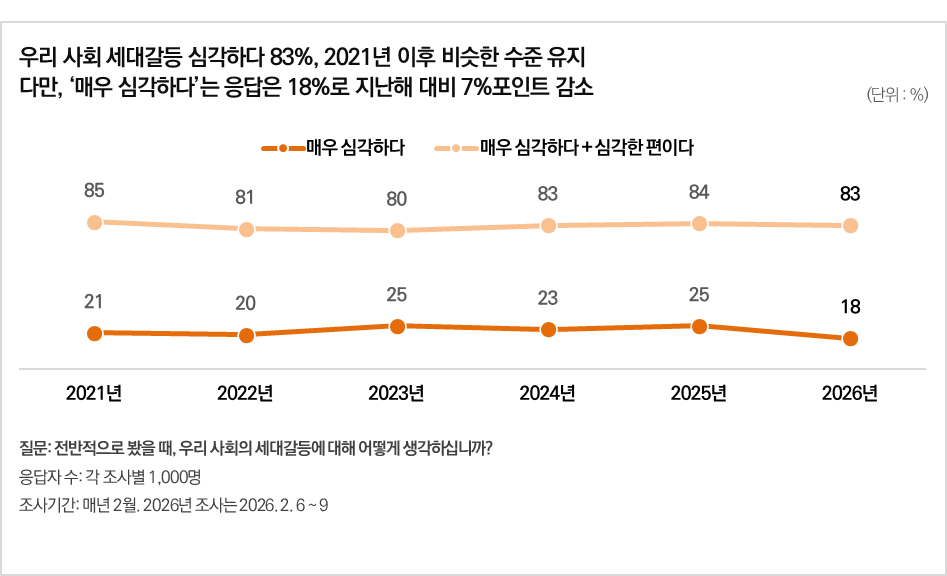 우리 사회 세대갈등 심각하다 83%, 2021년 이후 비슷한 수준 유지
다만, ‘매우 심각하다’는 응답은 18%로 지난해 대비 7%포인트 감소
(단위 : %)
매우 심각하다
매우 심각하다 + 심각한 편이다
85 81 80 83 84 83
21 20 25 23 25 18
2021년 2022년 2023년 2024년 2025년 2026년
질문: 전반적으로 봤을 때, 우리 사회의 세대갈등에 대해 어떻게 생각하십니까?
응답자 수: 각 조사별 1,000명
조사기간: 매년 2월. 2026년 조사는 2026. 2. 6 ~ 9